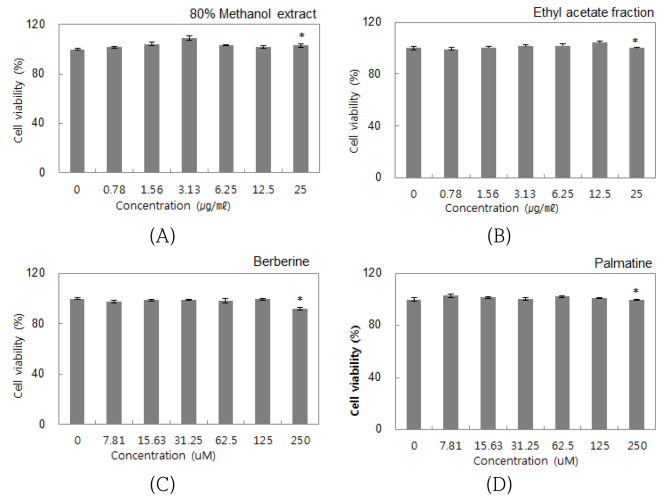 80% Methanol extract
120
*
80
40
0
Cell viability (%)
0 0.78 1.56 3.13 6.25 12.5 25
Concentration (㎍/㎖)
(A)
Ethyl acetate fraction
120
*
80
40
0
Cell viability (%)
0 0.78 1.56 3.13 6.25 12.5 25
Concentration (㎍/㎖)
(B)
Berberine
120
*
80
40
0
Cell viability (%)
0 7.81 15.63 31.25 62.5 125 250
Concentration (uM)
(C)
Palmatine
120
*
80
40
0
Cell viability (%)
0 7.81 15.63 31.25 62.5 125 250
Concentration (uM)
(D)